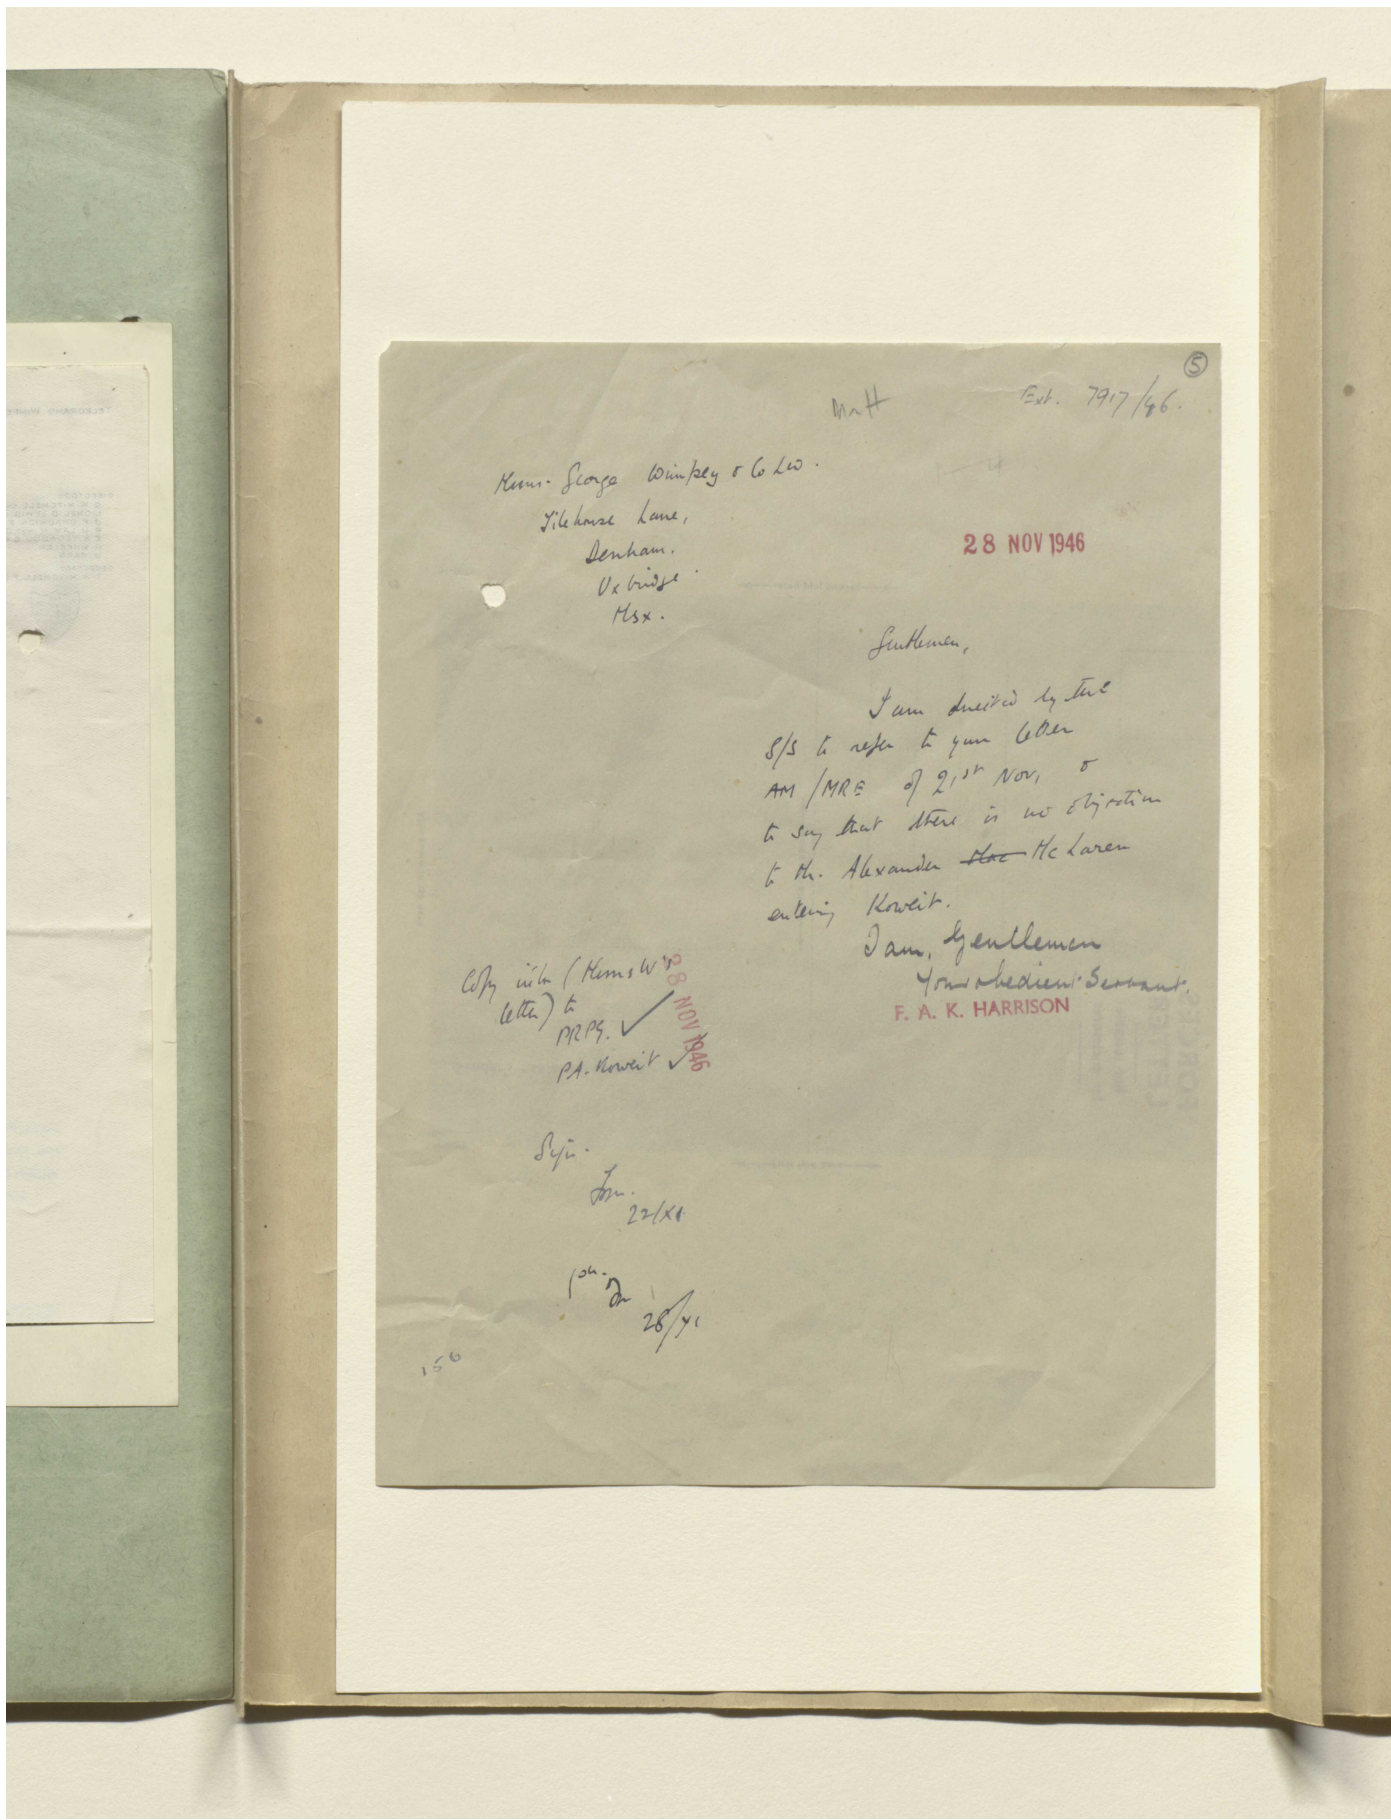 5
Ext. 7917/46.
Messrs. George Wimpey & Co Ltd.
Tilehouse Lane,
Denham.
Uxbridge.
Msx.
28 NOV 1946
Gentlemen,
I am directed by the
S/S to refer to your letter
AM/MRE of 21st Nov, &
to say that there is no objection
to Mr. Alexander Mac McLaren
entering Koweit.
I am, Gentlemen
Your obedient Servant.
F. A. K. HARRISON
Copy with (Messrs W's
letter) to
PRPG.
PA. Koweit
28 NOV 1946
22/XI
28/XI